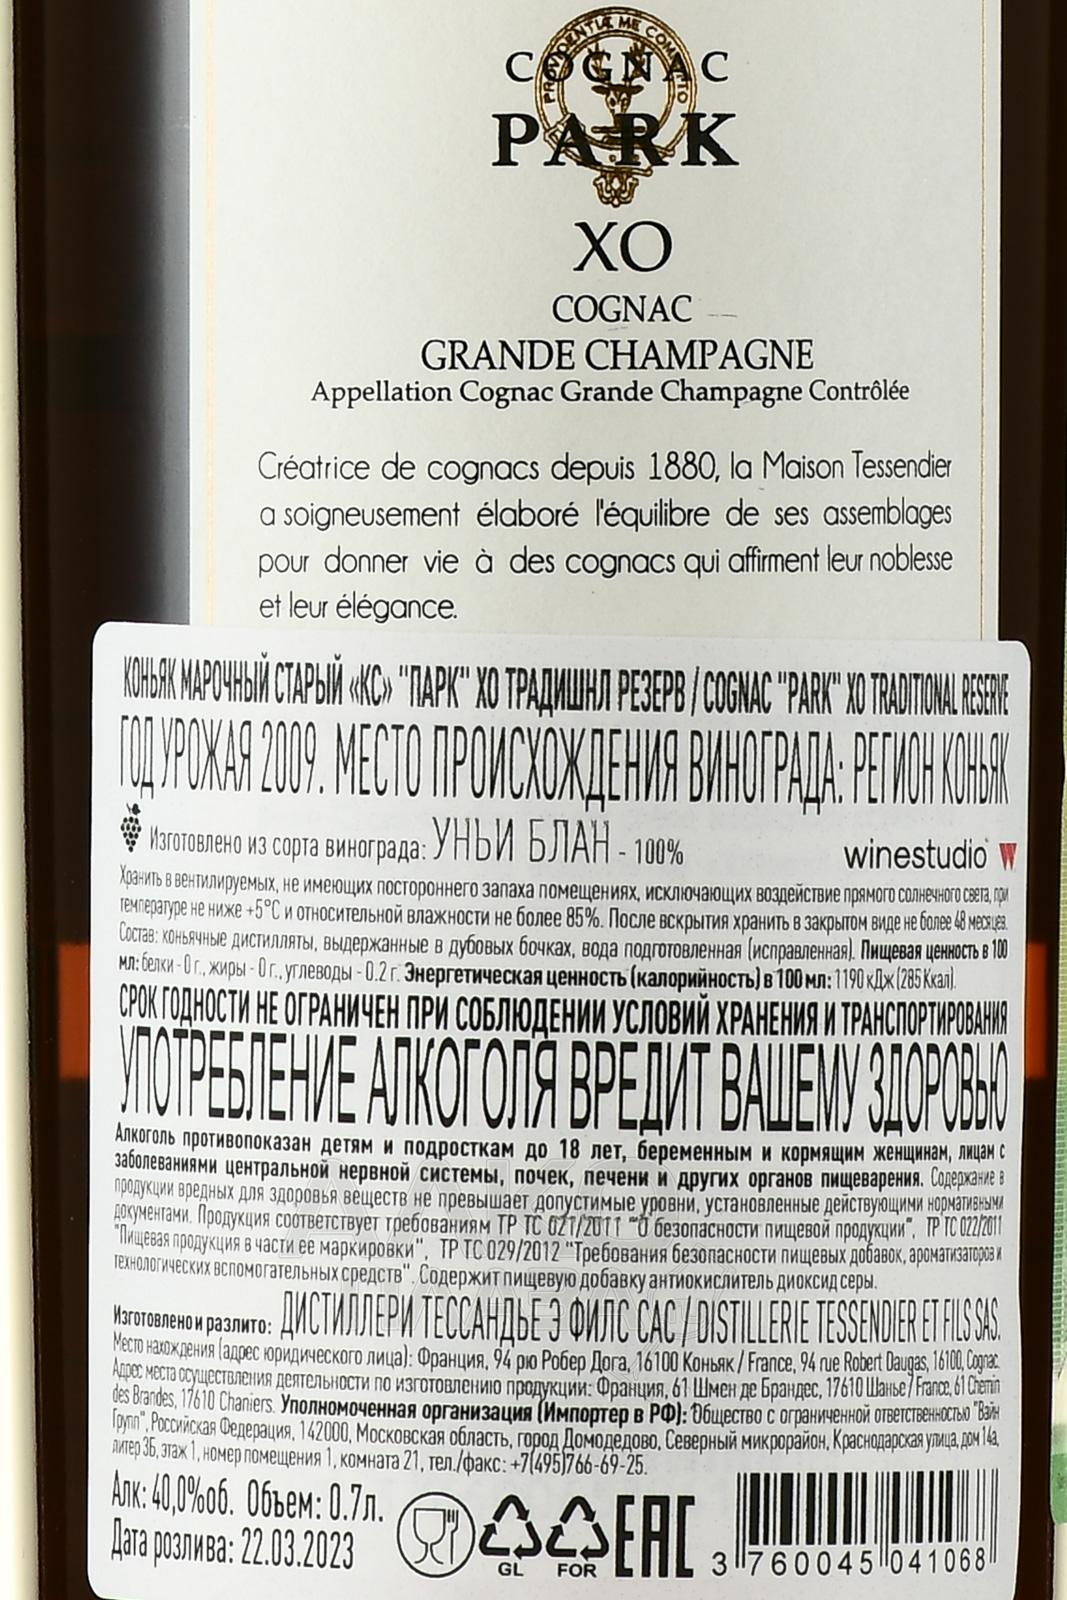 PROVIDENTIÆ ME COMMITTO
COGNAC
PARK
XO
COGNAC
GRANDE CHAMPAGNE
Appellation Cognac Grande Champagne Contrôlée
Créatrice de cognacs depuis 1880, la Maison Tessendier
a soigneusement élaboré l'équilibre de ses assemblages
pour donner vie à des cognacs qui affirment leur noblesse
et leur élégance.
КОНЬЯК МАРОЧНЫЙ СТАРЫЙ «КС» "ПАРК" ХО ТРАДИШНЛ РЕЗЕРВ / COGNAC "PARK" XO TRADITIONAL RESERVE
ГОД УРОЖАЯ 2009. МЕСТО ПРОИСХОЖДЕНИЯ ВИНОГРАДА: РЕГИОН КОНЬЯК
Изготовлено из сорта винограда: УНЬИ БЛАН - 100%
winestudio W
Хранить в вентилируемых, не имеющих постороннего запаха помещениях, исключающих воздействие прямого солнечного света, при
температуре не ниже +5°С и относительной влажности не более 85%. После вскрытия хранить в закрытом виде не более 48 месяцев.
Состав: коньячные дистилляты, выдержанные в дубовых бочках, вода подготовленная (исправленная). Пищевая ценность в 100
мл: белки - 0 г., жиры - 0 г., углеводы - 0.2 г. Энергетическая ценность (калорийность) в 100 мл: 1190 кДж (285 Ккал).
СРОК ГОДНОСТИ НЕ ОГРАНИЧЕН ПРИ СОБЛЮДЕНИИ УСЛОВИЙ ХРАНЕНИЯ И ТРАНСПОРТИРОВАНИЯ
УПОТРЕБЛЕНИЕ АЛКОГОЛЯ ВРЕДИТ ВАШЕМУ ЗДОРОВЬЮ
Алкоголь противопоказан детям и подросткам до 18 лет, беременным и кормящим женщинам, лицам с
заболеваниями центральной нервной системы, почек, печени и других органов пищеварения. Содержание в
продукции вредных для здоровья веществ не превышает допустимые уровни, установленные действующими нормативными
документами. Продукция соответствует требованиям ТР ТС 021/2011 "О безопасности пищевой продукции", ТР ТС 022/2011
"Пищевая продукция в части ее маркировки", ТР ТС 029/2012 "Требования безопасности пищевых добавок, ароматизаторов и
технологических вспомогательных средств". Содержит пищевую добавку антиокислитель диоксид серы.
Изготовлено и разлито: ДИСТИЛЛЕРИ ТЕССАНДЬЕ Э ФИЛС САС / DISTILLERIE TESSENDIER ET FILS SAS.
Место нахождения (адрес юридического лица): Франция, 94 рю Робер Дога, 16100 Коньяк / France, 94 rue Robert Daugas, 16100, Cognac.
Адрес места осуществления деятельности по изготовлению продукции: Франция, 61 Шмен де Брандес, 17610 Шанье / France, 61 Chemin
des Brandes, 17610 Chaniers. Уполномоченная организация (Импортер в РФ): Общество с ограниченной ответственностью "Вайн
Групп", Российская Федерация, 142000, Московская область, город Домодедово, Северный микрорайон, Краснодарская улица, дом 14а,
литер 3Б, этаж 1, номер помещения 1, комната 21, тел./факс: +7(495)766-69-25.
Алк: 40,0%об. Объем: 0.7л.
Дата розлива: 22.03.2023
GL
FOR
EAC
3 760045 041068